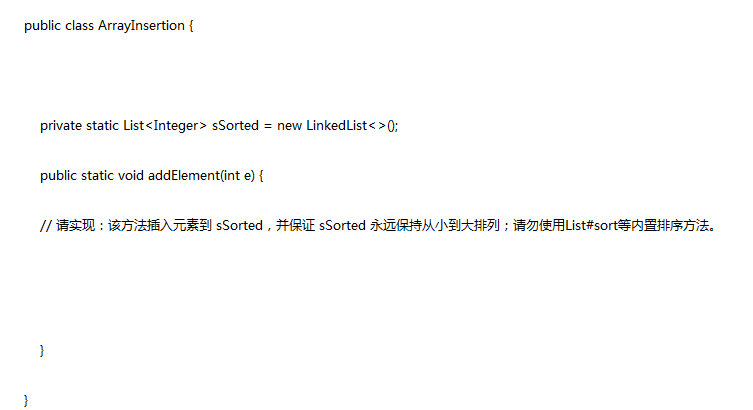 public class ArrayInsertion {
private static List<Integer> sSorted = new LinkedList<>();
public static void addElement(int e) {
// 请实现：该方法插入元素到 sSorted，并保证 sSorted 永远保持从小到大排列；请勿使用List#sort等内置排序方法。
}
}